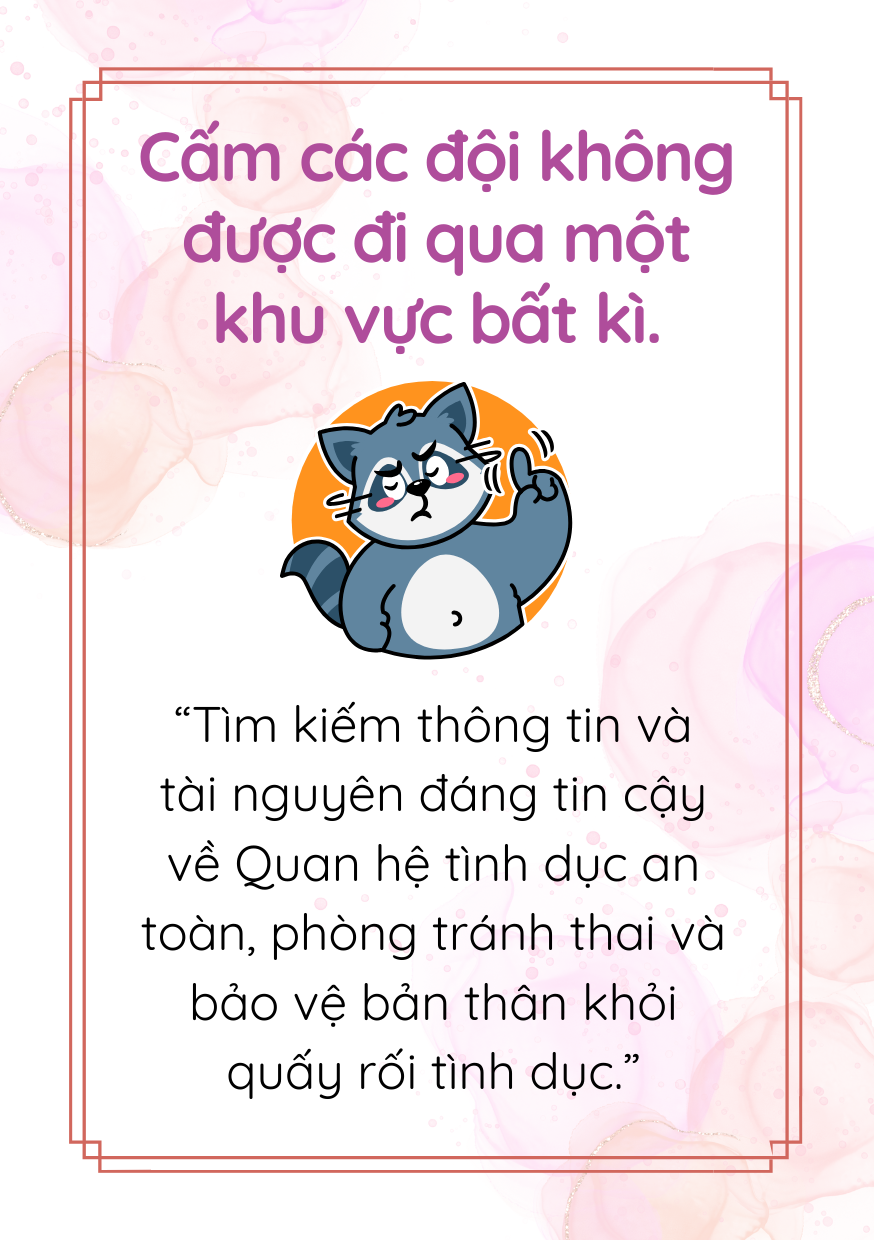 Cấm các đội không
được đi qua một
khu vực bất kì.
“Tìm kiếm thông tin và
tài nguyên đáng tin cậy
về Quan hệ tình dục an
toàn, phòng tránh thai và
bảo vệ bản thân khỏi
quấy rối tình dục.”